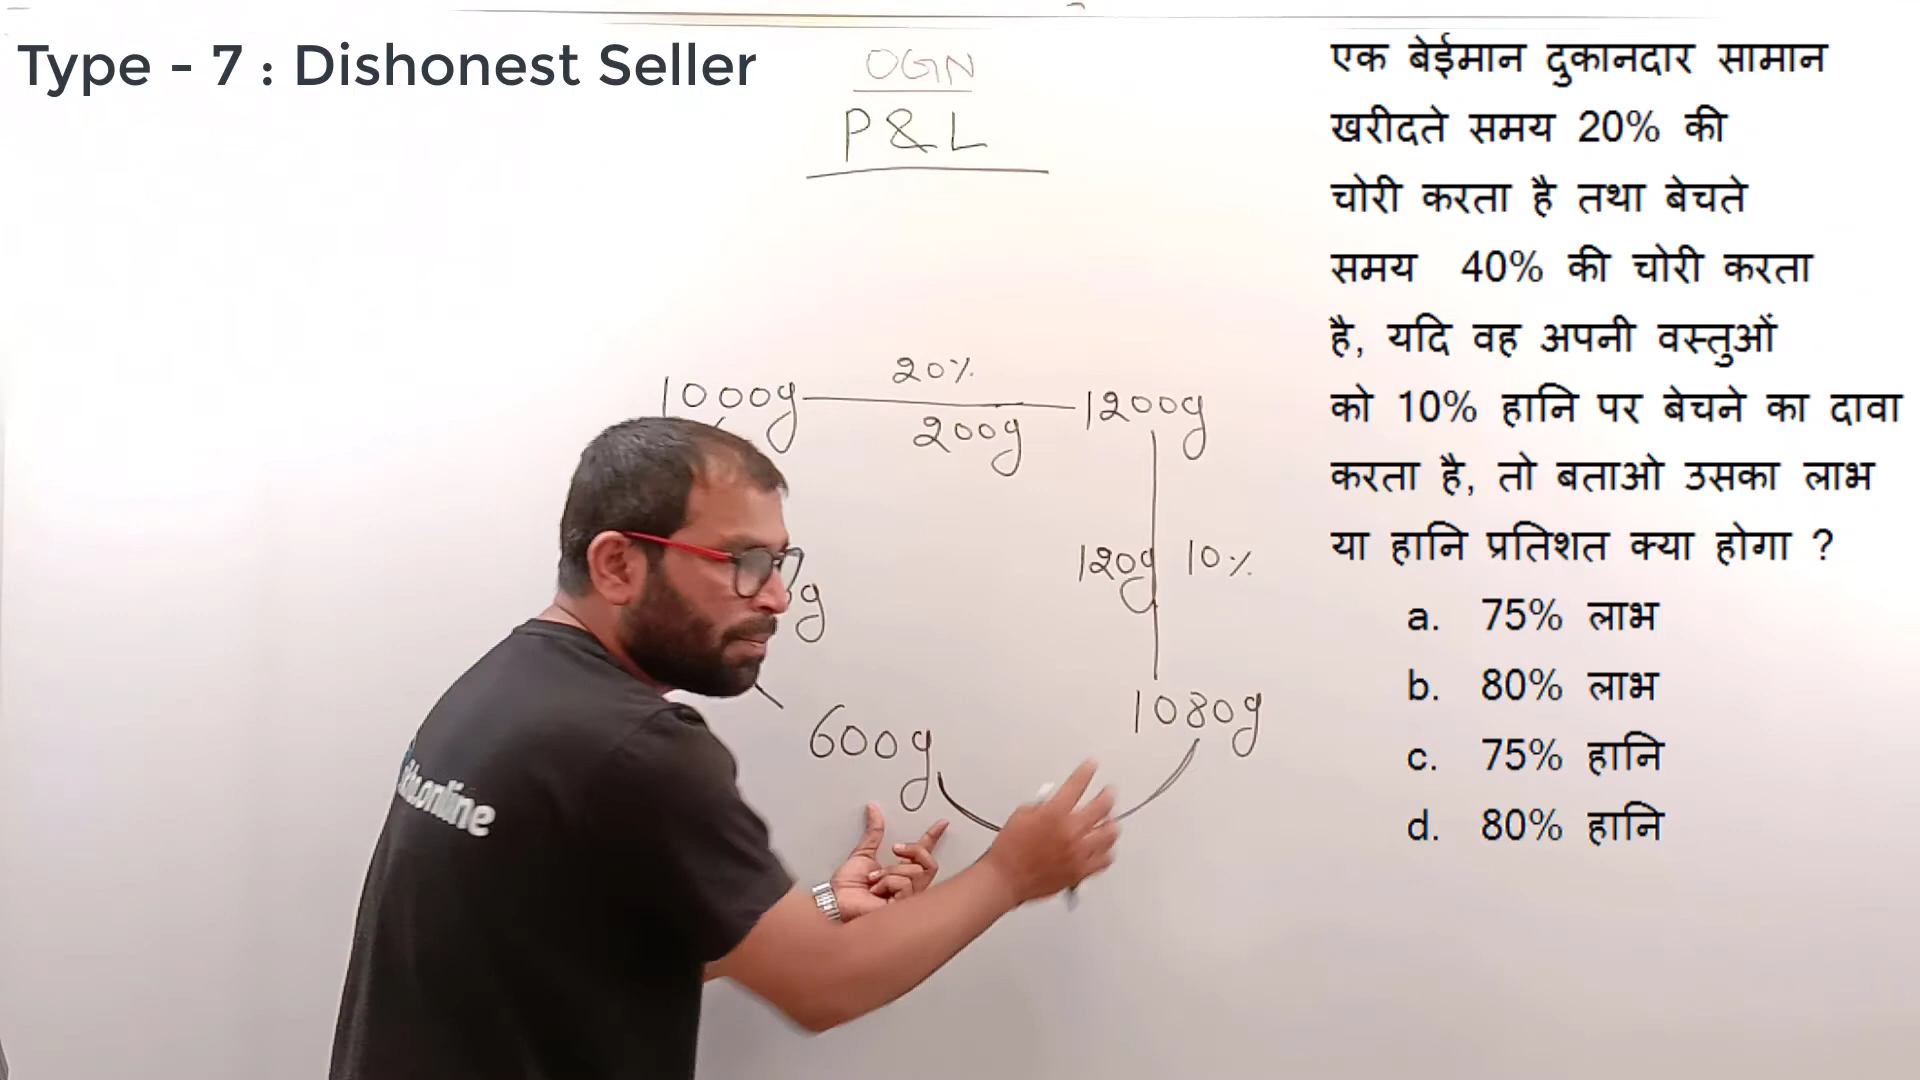 Type - 7 : Dishonest Seller
OGN
P&L
एक बेईमान दुकानदार सामान
खरीदते समय 20% की
चोरी करता है तथा बेचते
समय 40% की चोरी करता
है, यदि वह अपनी वस्तुओं
को 10% हानि पर बेचने का दावा
करता है, तो बताओ उसका लाभ
या हानि प्रतिशत क्या होगा ?
a. 75% लाभ
b. 80% लाभ
c. 75% हानि
d. 80% हानि
20%
1000g 1200g
200g
120g 10%
g
600g 1080g
online